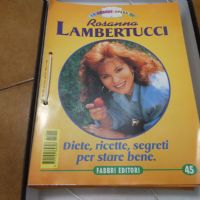 Rosanna
LAMBERTUCCI
Diete, ricette, segreti
per stare bene.
FABBRI EDITORI
45